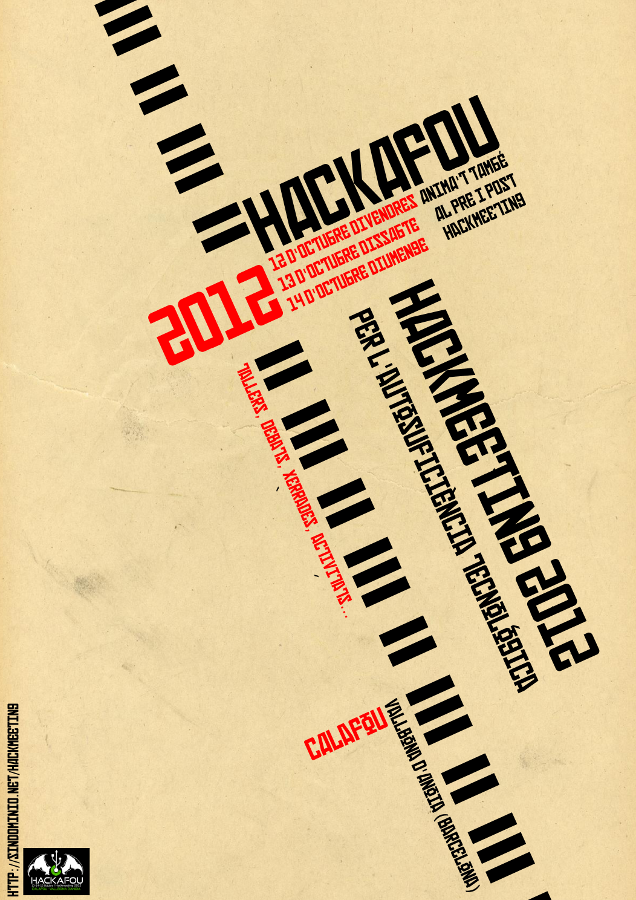 HACKAFOU
2012
12 D'OCTUBRE DIVENDRES
13 D'OCTUBRE DISSABTE
14 D'OCTUBRE DIUMENGE
ANIMA'T TAMBÉ
AL PRE I POST
HACKMEETING
HACKMEETING 2012
PER L'AUTOSUFICIÈNCIA TECNOLÓGICA
TALLERS, DEBATS, XERRADES, ACTIVITATS...
CALAFOU
VALLBONA D'ANOIA (BARCELONA)
HTTP://SINDOMINIO.NET/HACKMEETING
HACKAFOU